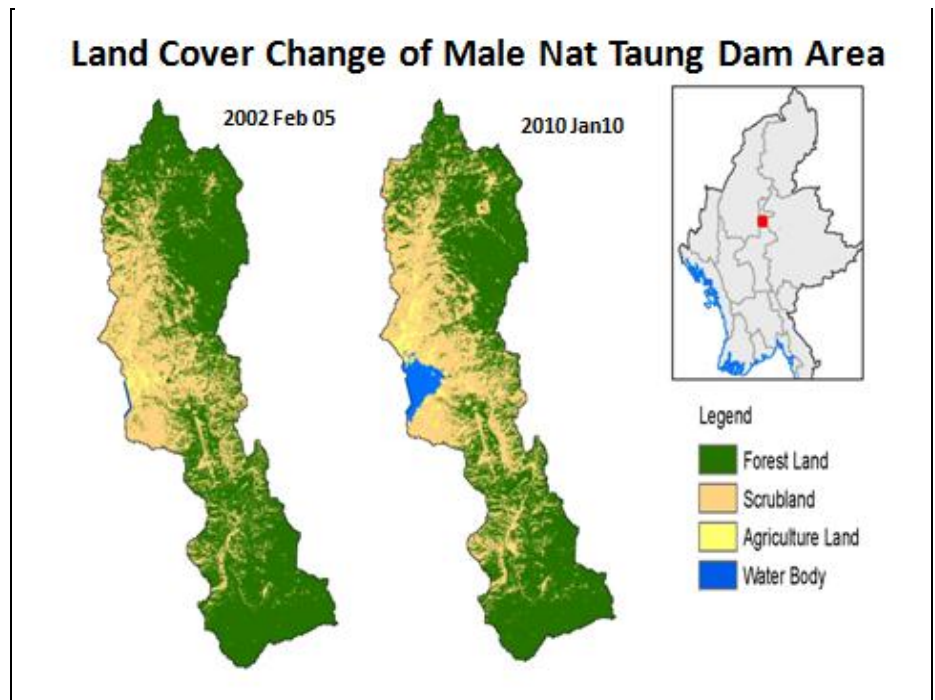 Land Cover Change of Male Nat Taung Dam Area
2002 Feb 05
2010 Jan10
Legend
Forest Land
Scrubland
Agriculture Land
Water Body